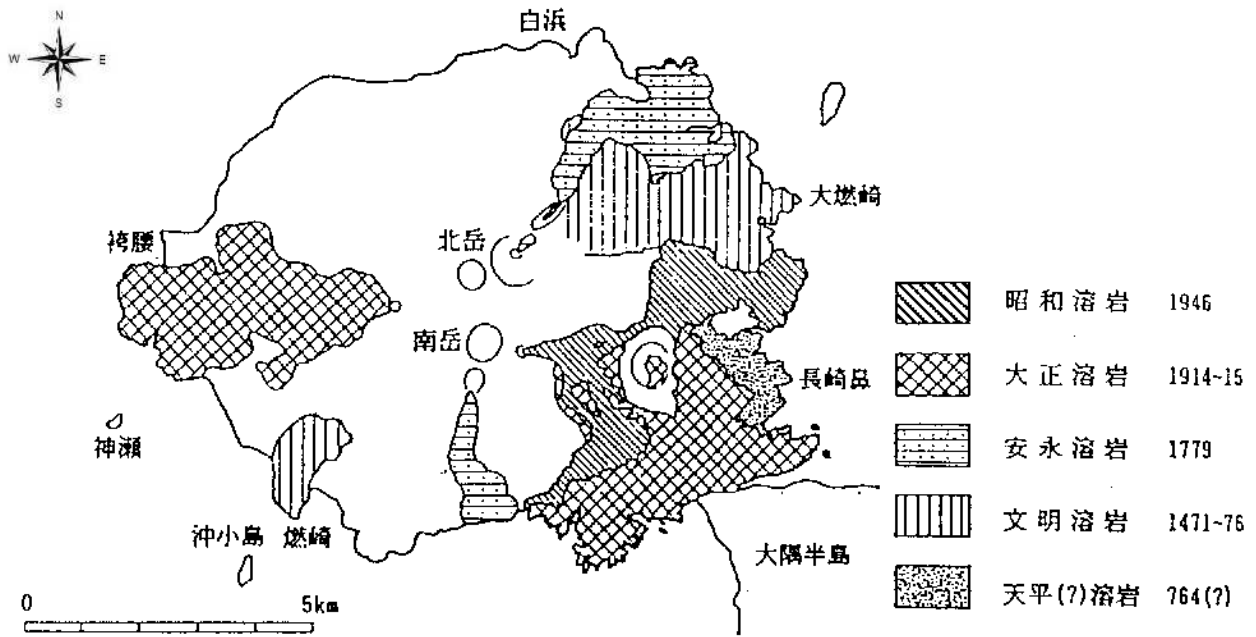 N
W E
S
白浜
大燃崎
袴腰
北岳
南岳
長崎鼻
神瀬
沖小島 燃崎
大隅半島
0 5km
昭和溶岩 1946
大正溶岩 1914~15
安永溶岩 1779
文明溶岩 1471~76
天平(?)溶岩 764(?)